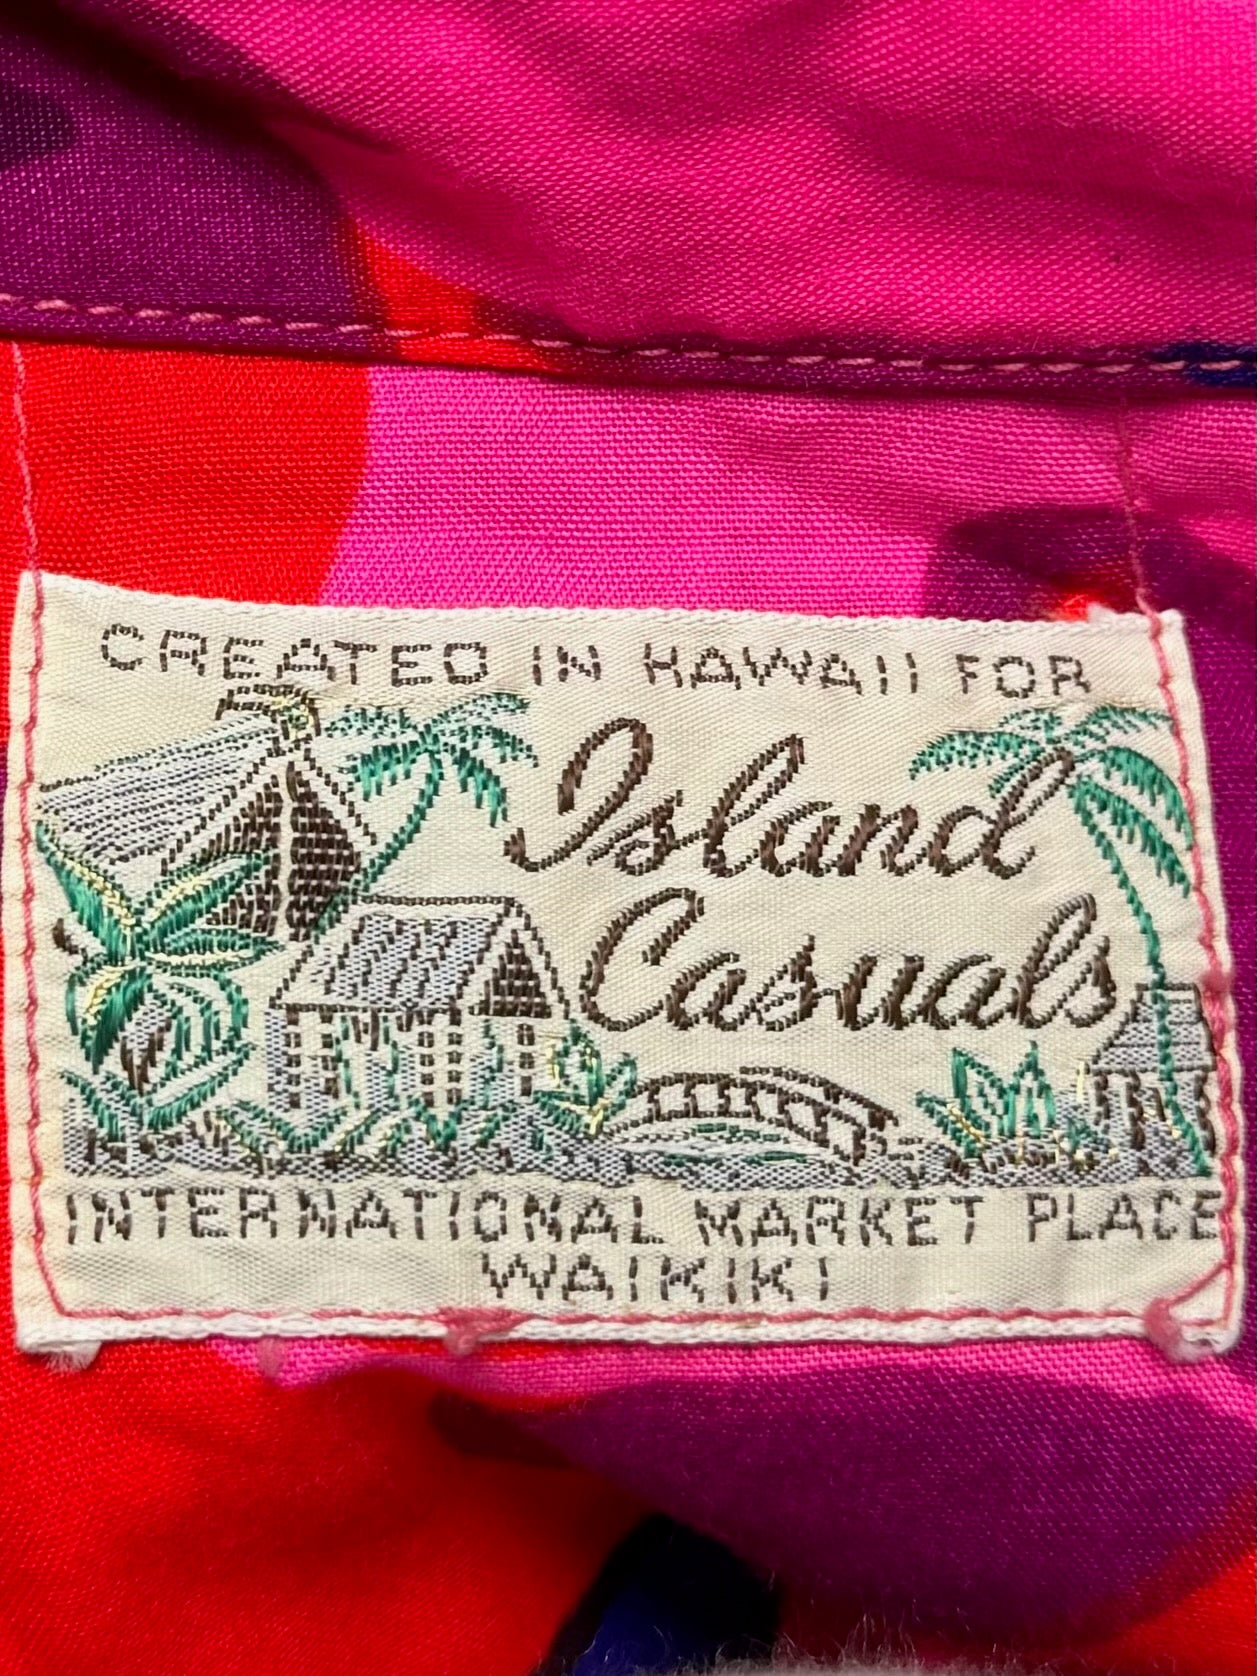 CREATED IN HAWAII FOR
Island
Casuals
INTERNATIONAL MARKET PLACE
WAIKIKI